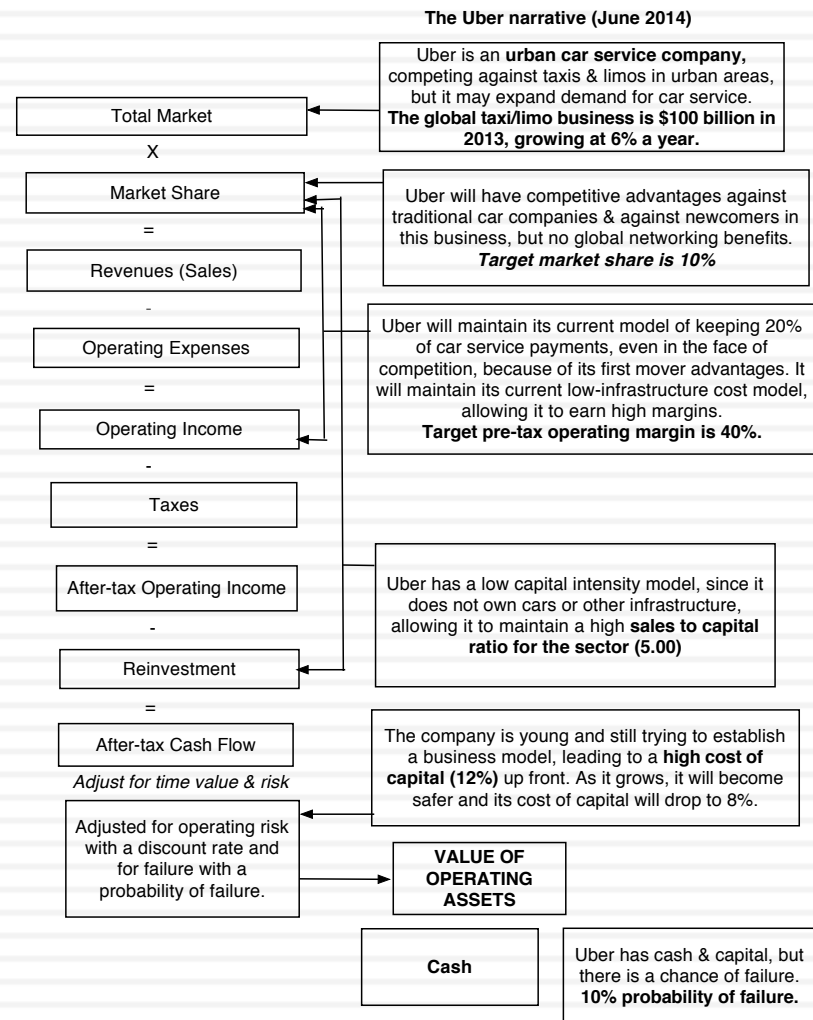 The Uber narrative (June 2014)
Uber is an urban car service company,
competing against taxis & limos in urban areas,
but it may expand demand for car service.
The global taxi/limo business is $100 billion in
2013, growing at 6% a year.
Total Market
X
Market Share
Uber will have competitive advantages against
traditional car companies & against newcomers in
this business, but no global networking benefits.
Target market share is 10%
=
Revenues (Sales)
-
Operating Expenses
Uber will maintain its current model of keeping 20%
of car service payments, even in the face of
competition, because of its first mover advantages. It
will maintain its current low-infrastructure cost model,
allowing it to earn high margins.
Target pre-tax operating margin is 40%.
=
Operating Income
-
Taxes
=
After-tax Operating Income
Uber has a low capital intensity model, since it
does not own cars or other infrastructure,
allowing it to maintain a high sales to capital
ratio for the sector (5.00)
-
Reinvestment
=
After-tax Cash Flow
The company is young and still trying to establish
a business model, leading to a high cost of
capital (12%) up front. As it grows, it will become
safer and its cost of capital will drop to 8%.
Adjust for time value & risk
Adjusted for operating risk
with a discount rate and
for failure with a
probability of failure.
VALUE OF
OPERATING
ASSETS
Cash
Uber has cash & capital, but
there is a chance of failure.
10% probability of failure.